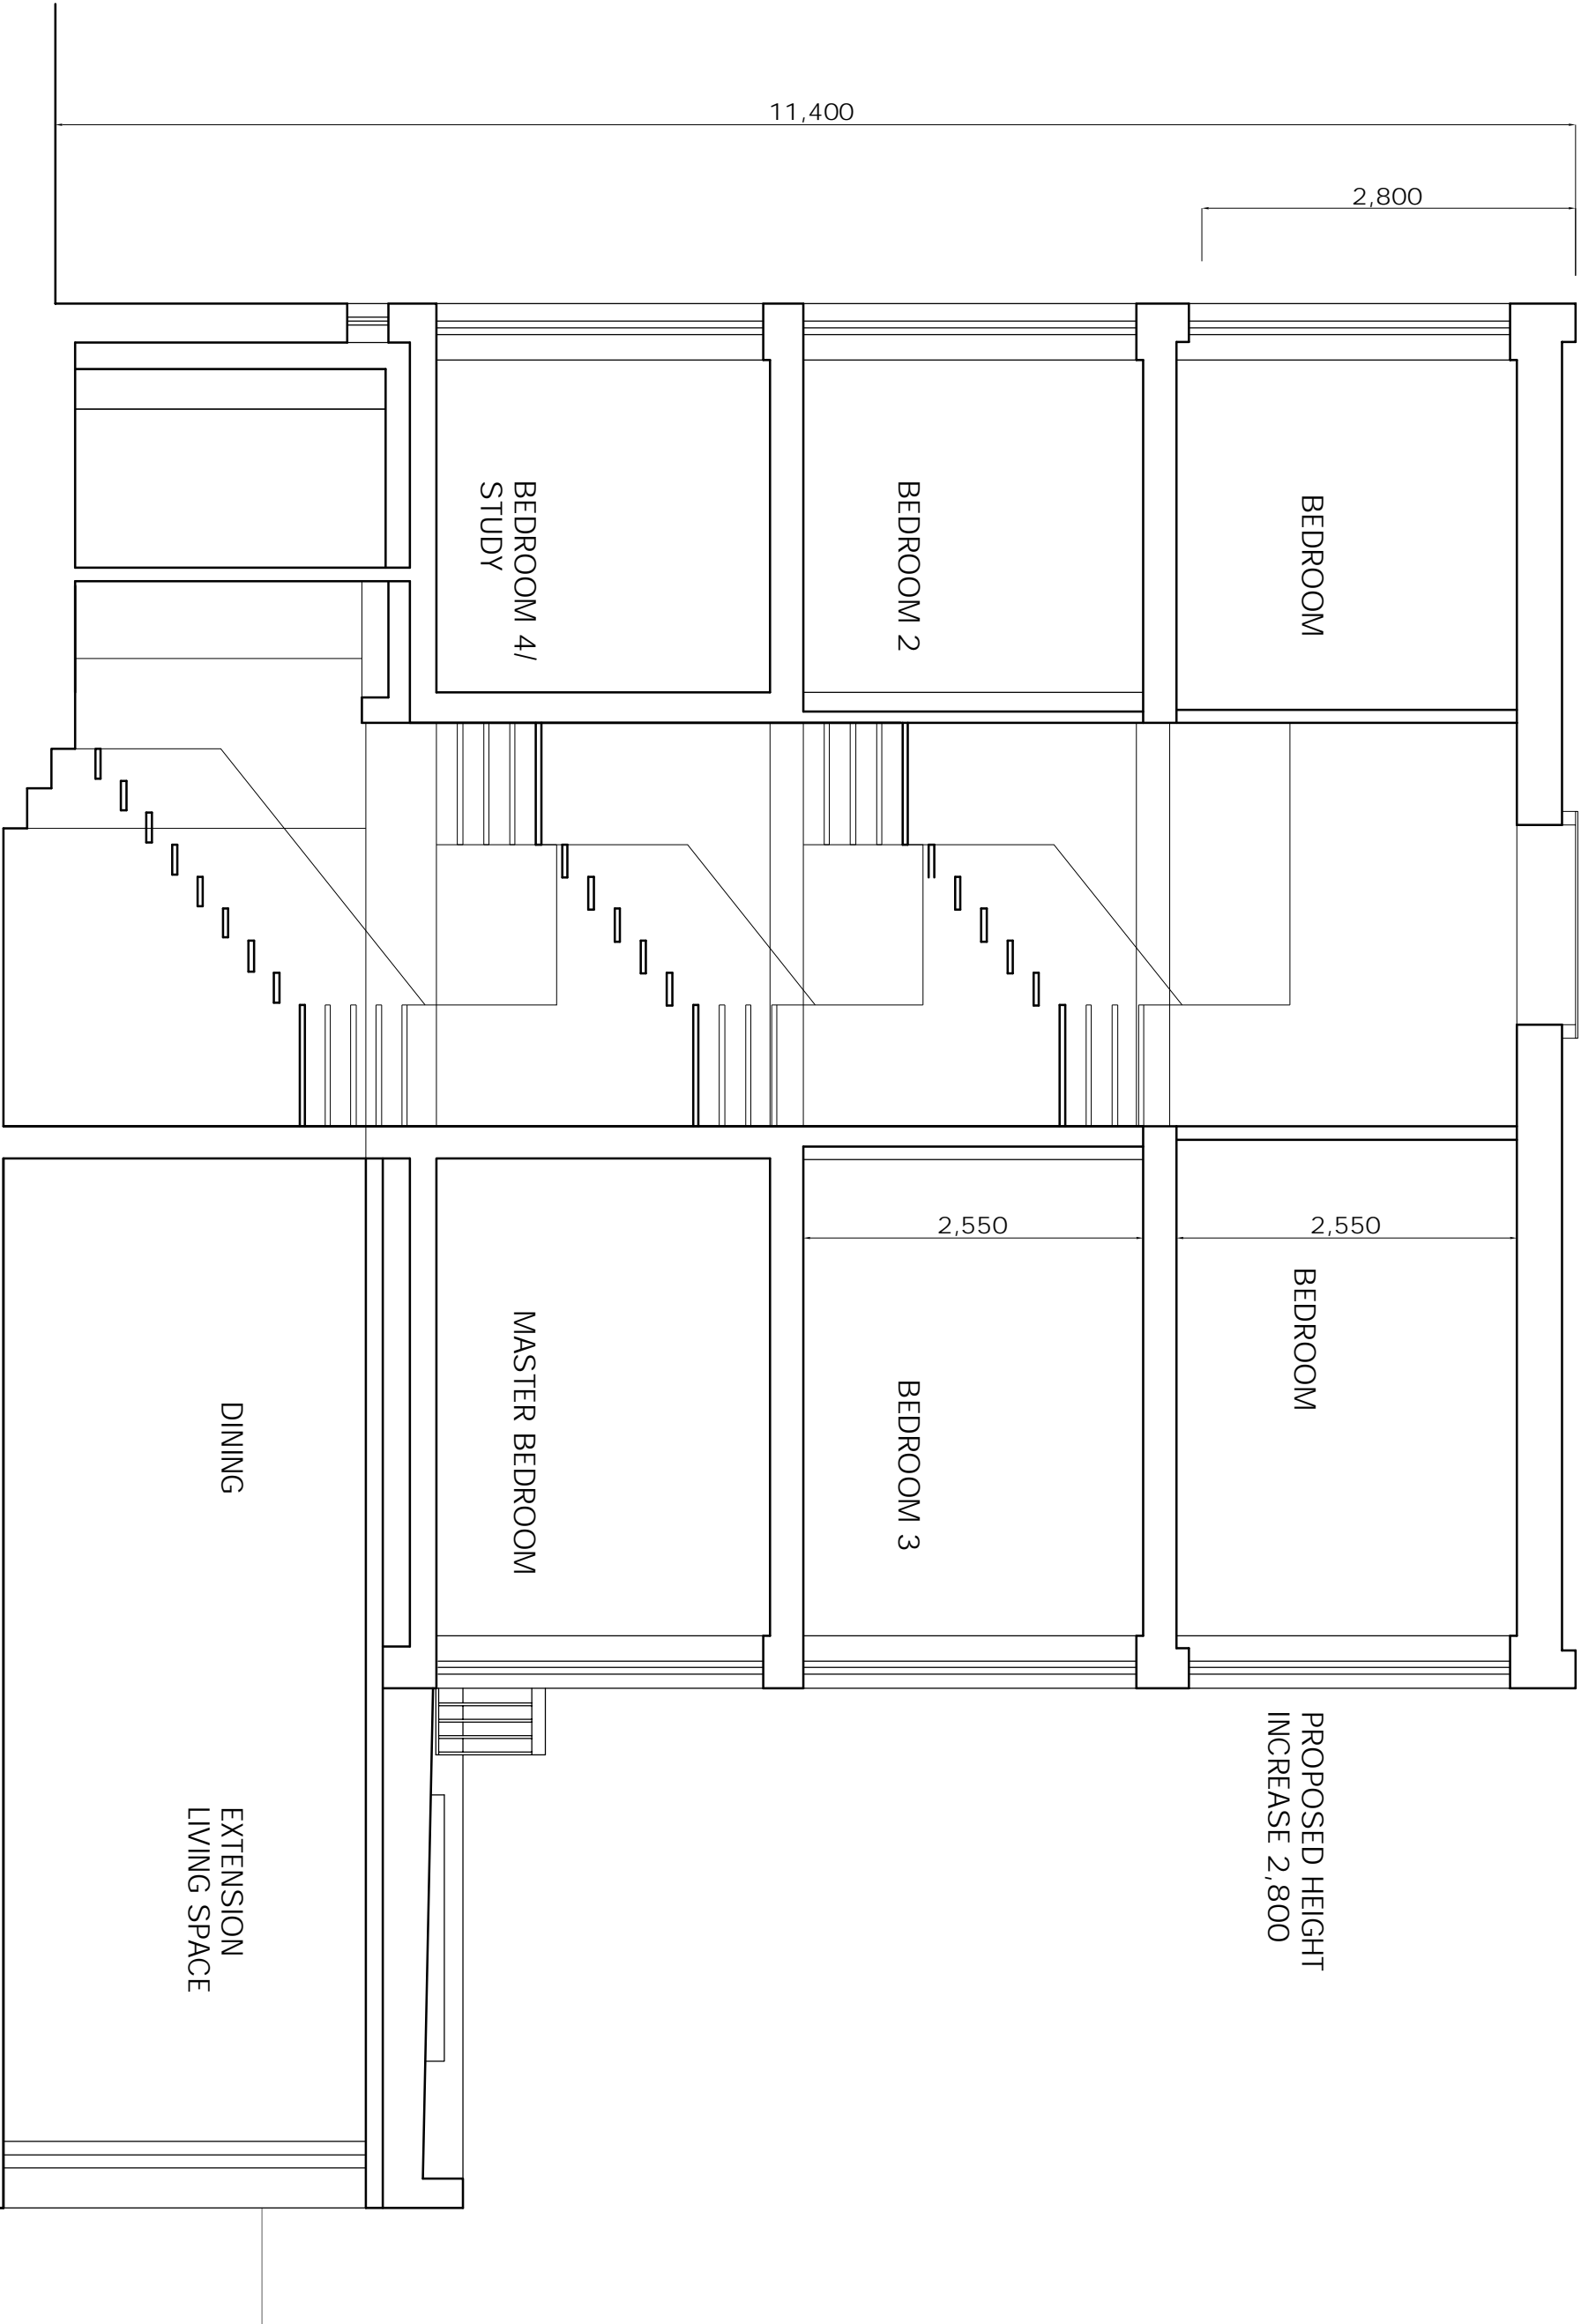 11,400
2,800
BEDROOM
BEDROOM 2
BEDROOM 4/
STUDY
2,550
2,550
BEDROOM
BEDROOM 3
MASTER BEDROOM
DINING
PROPOSED HEIGHT
INCREASE 2,800
EXTENSION
LIVING SPACE